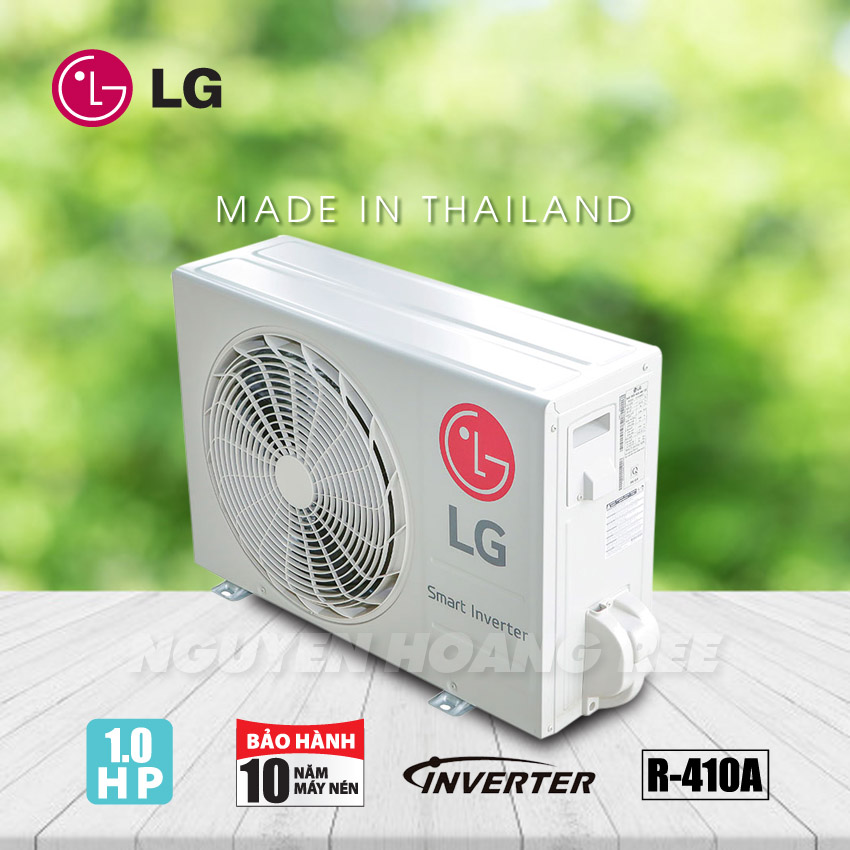 LG
MADE IN THAILAND
LG
Smart Inverter
NGUYEN HOANG REE
1.0
HP
BẢO HÀNH
10 NĂM
MÁY NÉN
INVERTER
R-410A